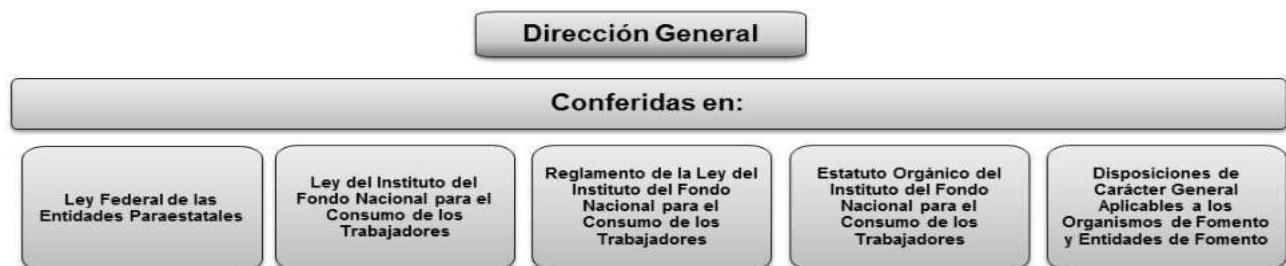 Dirección General
Conferidas en:
Ley Federal de las
Entidades Paraestatales
Ley del Instituto del
Fondo Nacional para el
Consumo de los
Trabajadores
Reglamento de la Ley del
Instituto del Fondo
Nacional para el
Consumo de los
Trabajadores
Estatuto Orgánico del
Instituto del Fondo
Nacional para el
Consumo de los
Trabajadores
Disposiciones de
Carácter General
Aplicables a los
Organismos de Fomento
y Entidades de Fomento